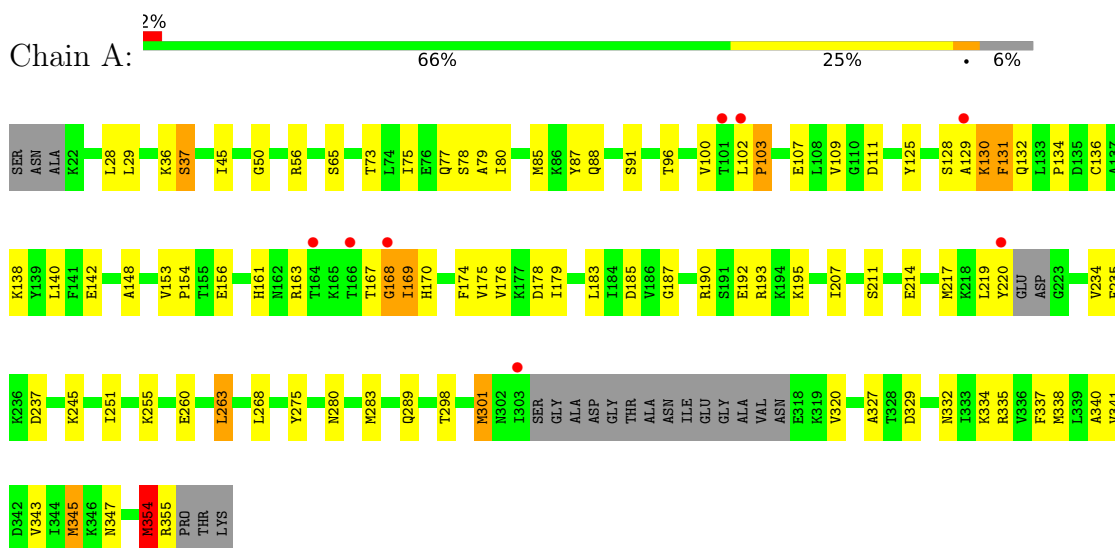 2%
Chain A:
66% 25% • 6%
SER ASN ALA K22 L28 L29 K36 S37 I45 G50 R56 S65 T73 L74 I75 E76 Q77 S78 A79 I80 M85 K86 Y87 Q88 S91 T96 V100 T101 L102 P103 E107 L108 V109 G110 D111 Y125 S128 A129 K130 F131 Q132 L133 P134 D135 C136 A137
K138 Y139 L140 F141 E142 A148 V153 P154 T155 E156 H161 N162 R163 T164 K165 T166 T167 G168 I169 H170 F174 V175 V176 K177 D178 I179 L183 I184 D185 V186 G187 R190 S191 E192 R193 K194 K195 I207 S211 E214 M217 K218 L219 Y220 GLU ASP G223 V234 E235
K236 D237 K245 I251 K255 E260 L263 L268 Y275 N280 M283 Q289 T298 M301 N302 I303 SER GLY ALA ASP GLY THR ALA ASN ILE GLU GLY ALA VAL ASN E318 K319 V320 A327 T328 D329 N332 I333 K334 R335 V336 F337 M338 L339 A340
D342 V343 I344 M345 K346 N347 M354 R355 PRO THR LYS